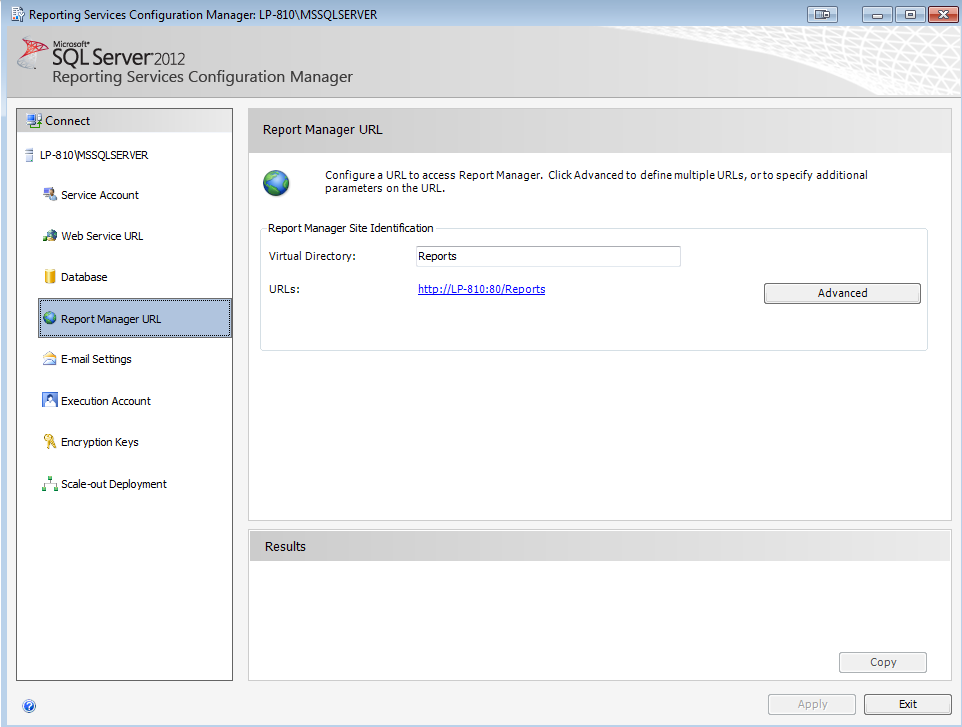 Reporting Services Configuration Manager: LP-810\MSSQLSERVER
Microsoft®
SQL Server 2012
Reporting Services Configuration Manager
Connect
LP-810\MSSQLSERVER
Service Account
Web Service URL
Database
Report Manager URL
E-mail Settings
Execution Account
Encryption Keys
Scale-out Deployment
Report Manager URL
Configure a URL to access Report Manager. Click Advanced to define multiple URLs, or to specify additional
parameters on the URL.
Report Manager Site Identification
Virtual Directory: Reports
URLs: http://LP-810:80/Reports
Advanced
Results
Copy
Apply Exit